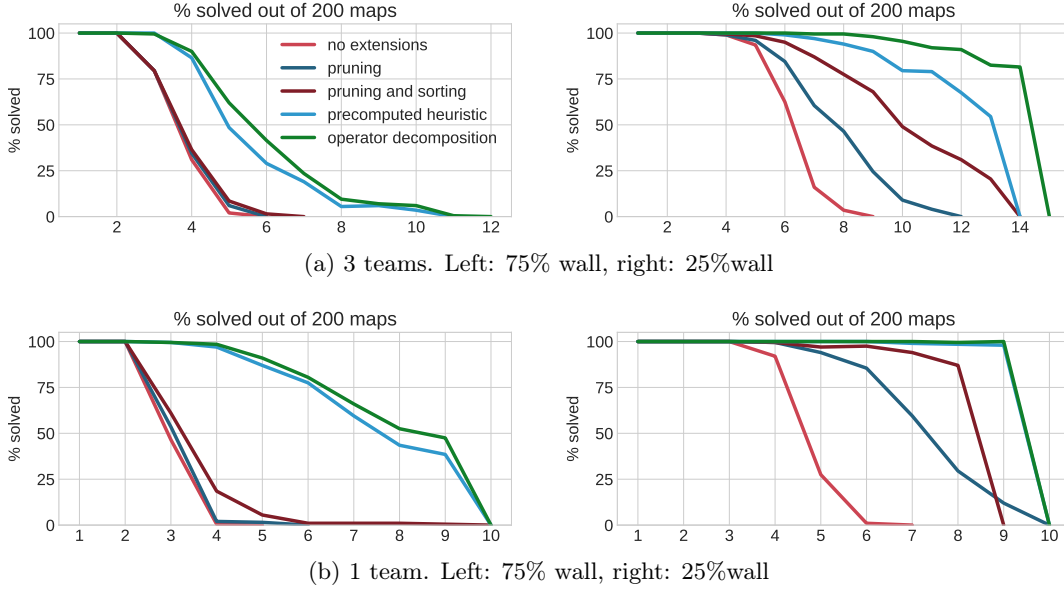 % solved out of 200 maps
% solved
100
75
50
25
0
2 4 6 8 10 12
no extensions
pruning
pruning and sorting
precomputed heuristic
operator decomposition
% solved out of 200 maps
% solved
100
75
50
25
0
2 4 6 8 10 12 14
(a) 3 teams. Left: 75% wall, right: 25%wall
% solved out of 200 maps
% solved
100
75
50
25
0
1 2 3 4 5 6 7 8 9 10
% solved out of 200 maps
% solved
100
75
50
25
0
1 2 3 4 5 6 7 8 9 10
(b) 1 team. Left: 75% wall, right: 25%wall